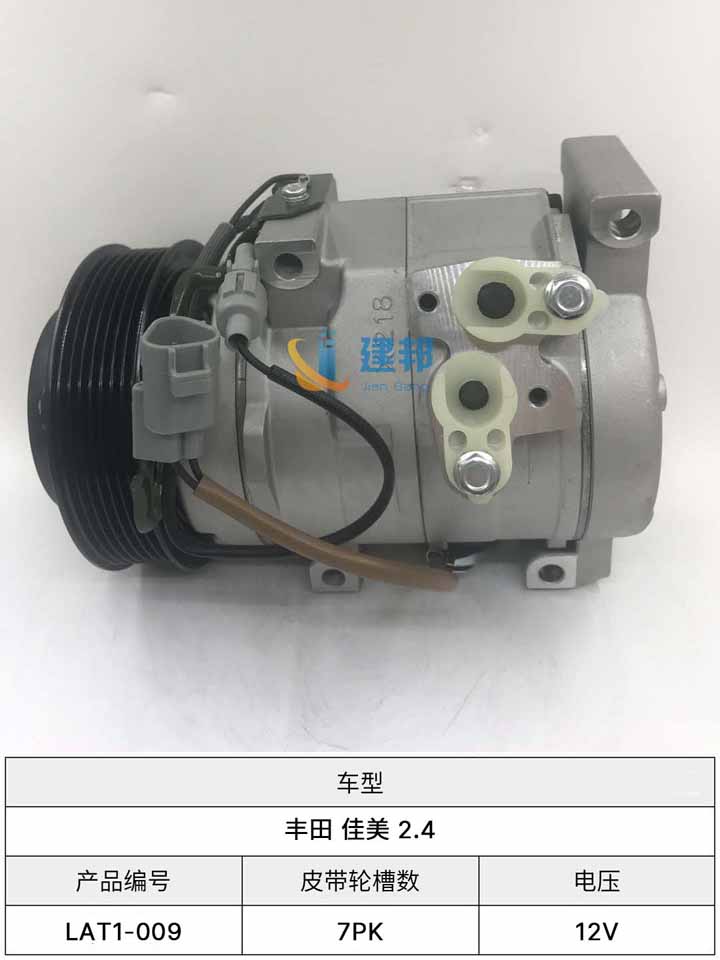 218
建邦
Jian Bang
车型
丰田 佳美 2.4
产品编号
皮带轮槽数
电压
LAT1-009
7PK
12V